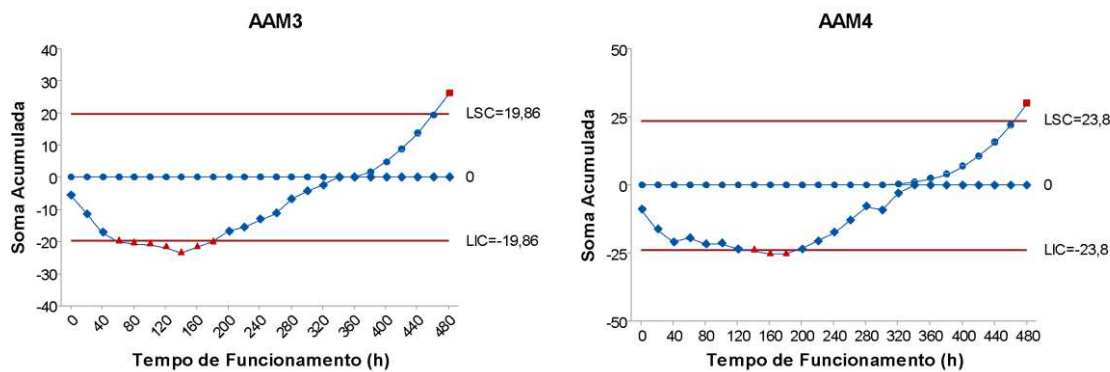 AAM3
Soma Acumulada
40
30
20
10
0
-10
-20
-30
-40
LSC=19,86
0
LIC=-19,86
0 40 80 120 160 200 240 280 320 360 400 440 480
Tempo de Funcionamento (h)
AAM4
Soma Acumulada
50
25
0
-25
-50
LSC=23,8
0
LIC=-23,8
0 40 80 120 160 200 240 280 320 360 400 440 480
Tempo de Funcionamento (h)